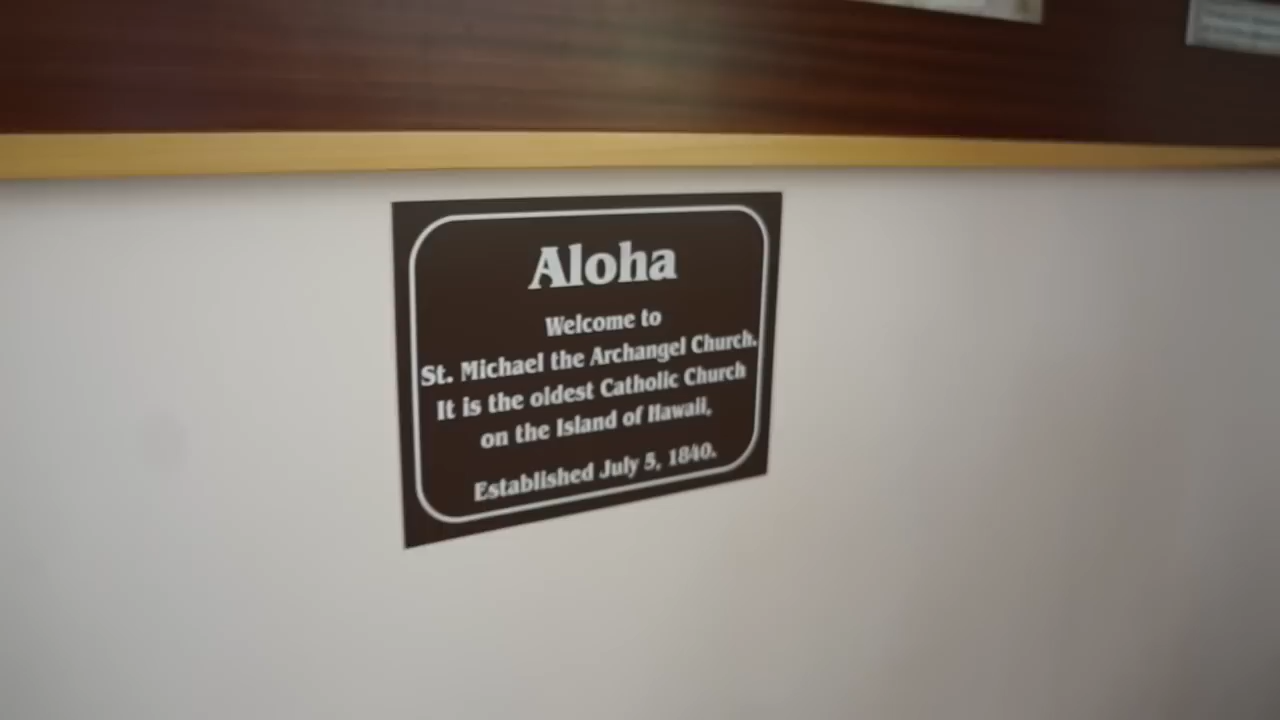 Aloha
Welcome to
St. Michael the Archangel Church.
It is the oldest Catholic Church
on the Island of Hawaii,
Established July 5, 1840.